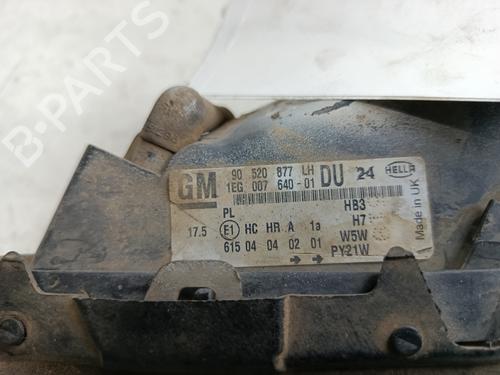 B-PARTS
GM
90 520 877 LH
1EG 007 640-01
DU
24
HELLA
Made in UK
PL
HB3
17.5
E1
HC HR A 1a
H7
W5W
615 04 04 02 01
PY21W
→ →